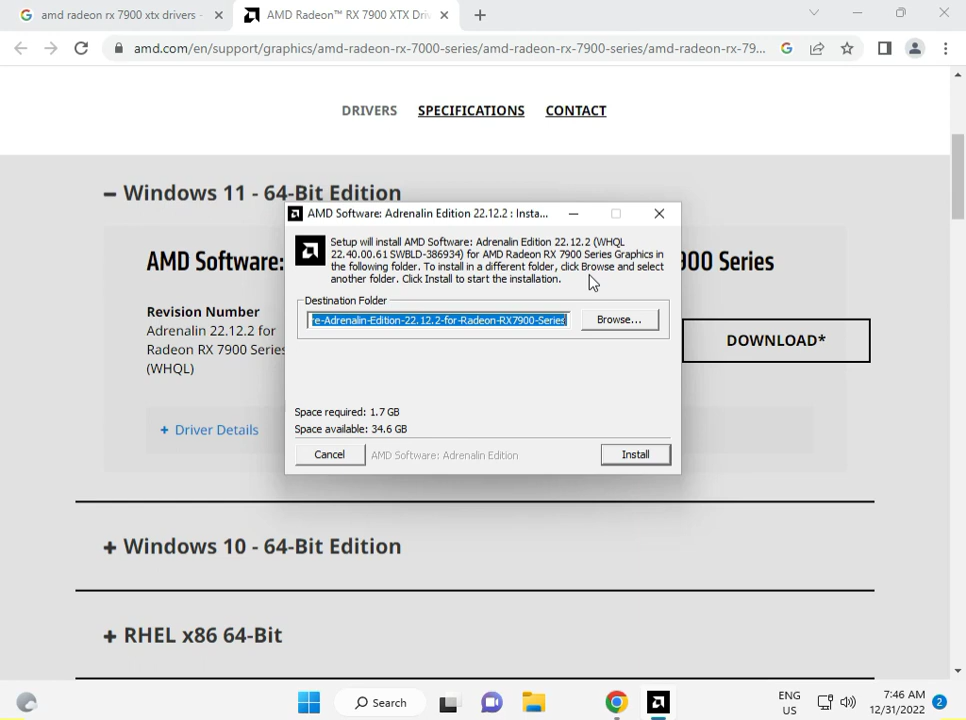 amd radeon rx 7900 xtx drivers -
AMD Radeon™ RX 7900 XTX Driv
amd.com/en/support/graphics/amd-radeon-rx-7000-series/amd-radeon-rx-7900-series/amd-radeon-rx-79...
DRIVERS SPECIFICATIONS CONTACT
Windows 11 - 64-Bit Edition
AMD Software:
900 Series
Revision Number
Adrenalin 22.12.2 for
Radeon RX 7900 Series
(WHQL)
DOWNLOAD*
+ Driver Details
AMD Software: Adrenalin Edition 22.12.2 : Insta...
Setup will install AMD Software: Adrenalin Edition 22.12.2 (WHQL
22.40.00.61 SWBLD-386934) for AMD Radeon RX 7900 Series Graphics in
the following folder. To install in a different folder, click Browse and select
another folder. Click Install to start the installation.
Destination Folder
re-Adrenalin-Edition-22.12.2-for-Radeon-RX7900-Series
Browse...
Space required: 1.7 GB
Space available: 34.6 GB
Cancel
AMD Software: Adrenalin Edition
Install
+ Windows 10 - 64-Bit Edition
+ RHEL x86 64-Bit
Search
ENG
US
7:46 AM
12/31/2022
2